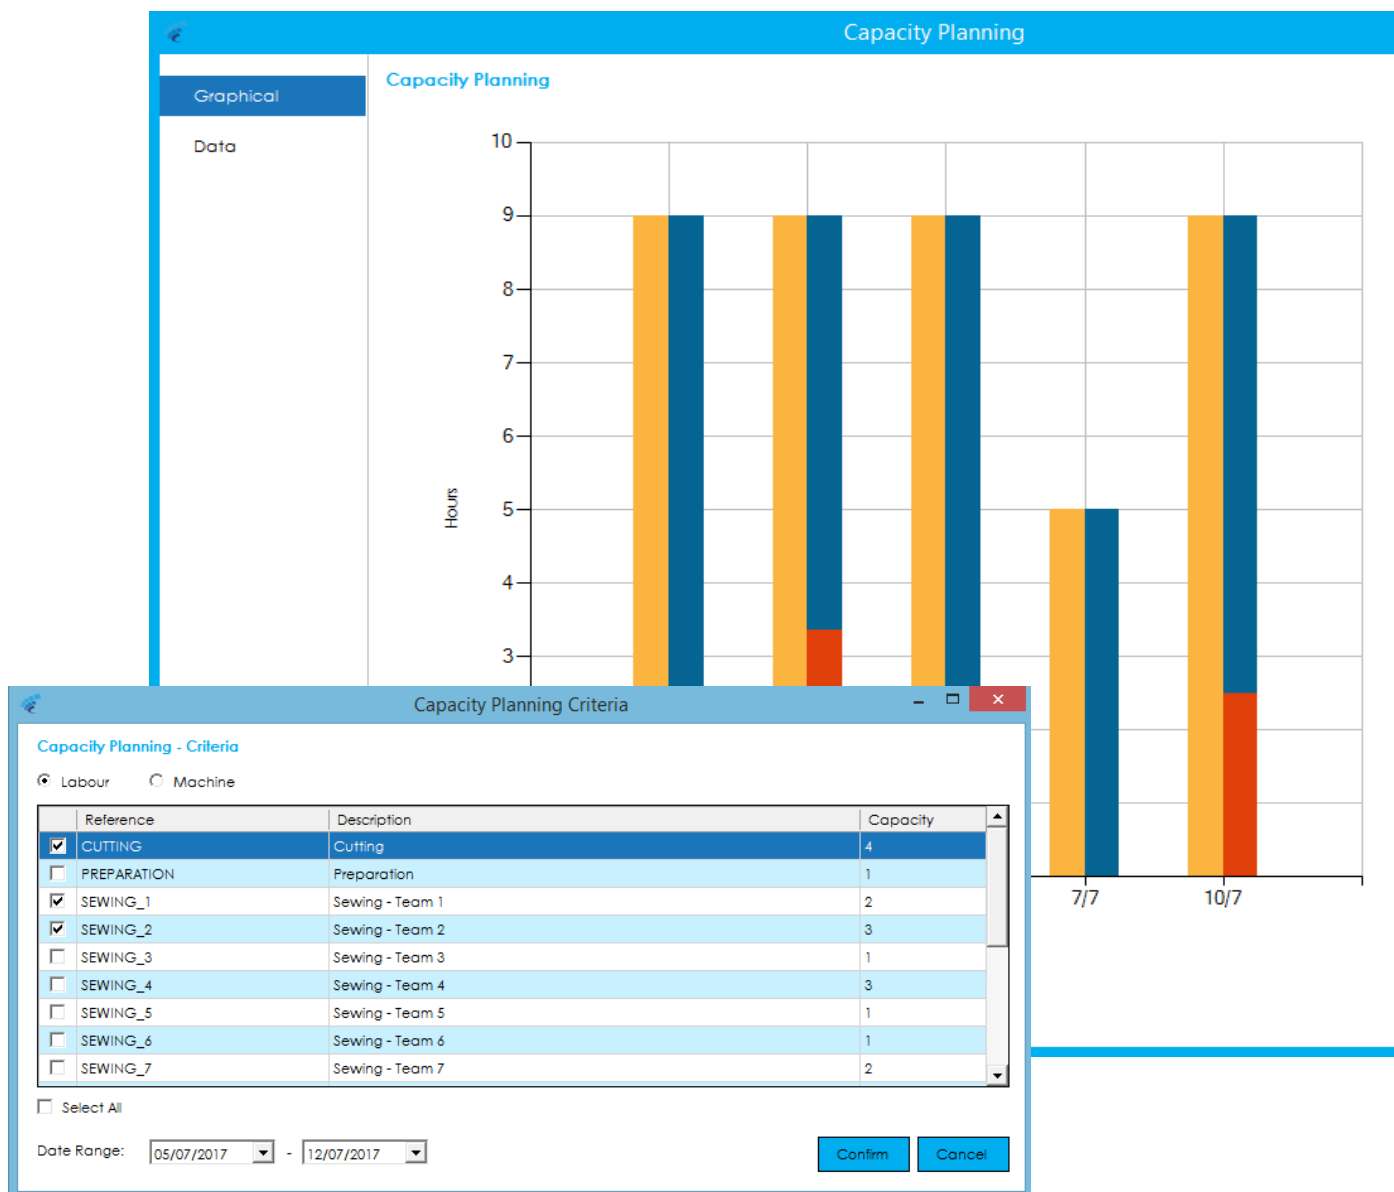 Capacity Planning
Graphical
Data
Capacity Planning
10
9
8
7
6
5
4
3
Hours
7/7
10/7
Capacity Planning Criteria
Capacity Planning - Criteria
Labour Machine
Reference Description Capacity
CUTTING Cutting 4
PREPARATION Preparation 1
SEWING_1 Sewing - Team 1 2
SEWING_2 Sewing - Team 2 3
SEWING_3 Sewing - Team 3 1
SEWING_4 Sewing - Team 4 3
SEWING_5 Sewing - Team 5 1
SEWING_6 Sewing - Team 6 1
SEWING_7 Sewing - Team 7 2
Select All
Date Range: 05/07/2017 - 12/07/2017 Confirm Cancel